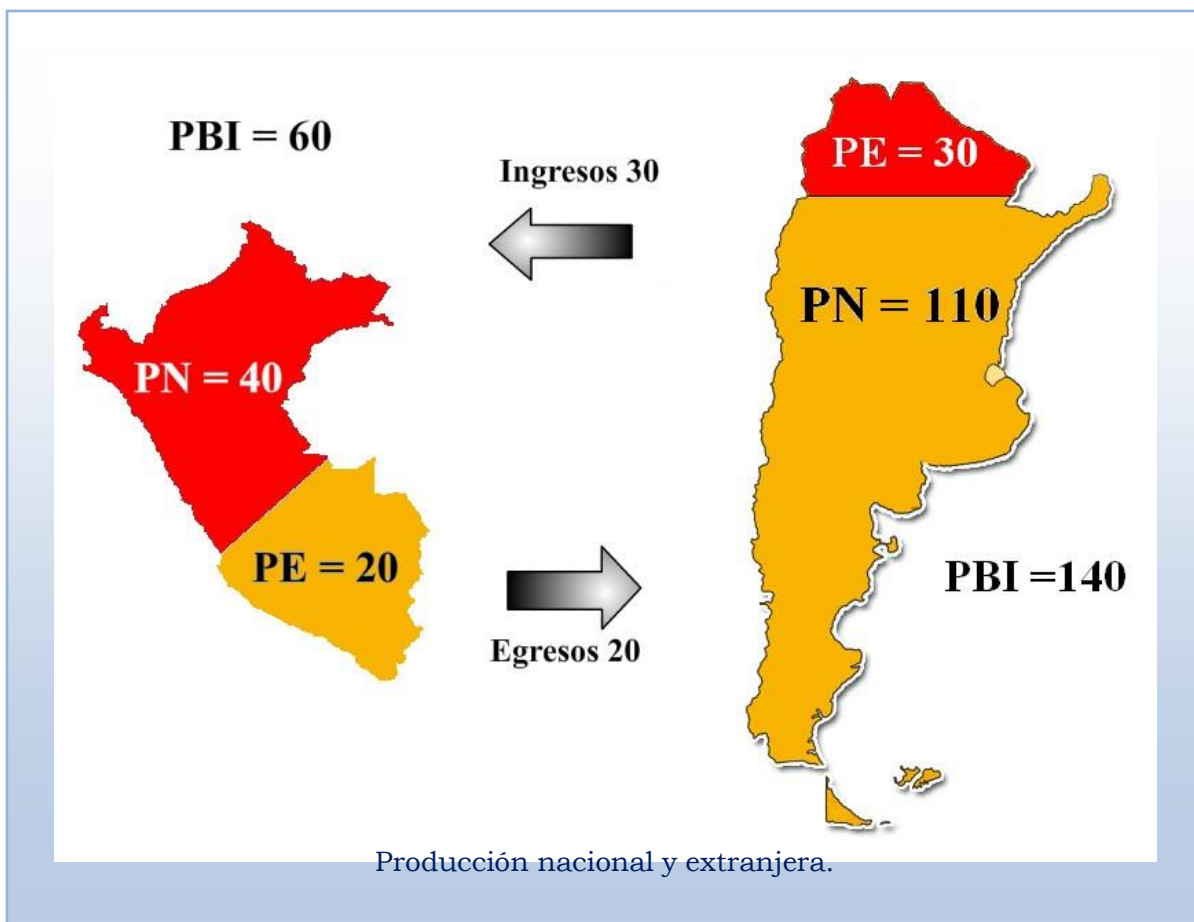 PBI = 60
Ingresos 30
PE = 30
PN = 110
PN = 40
PE = 20
Egresos 20
PBI =140
Producción nacional y extranjera.